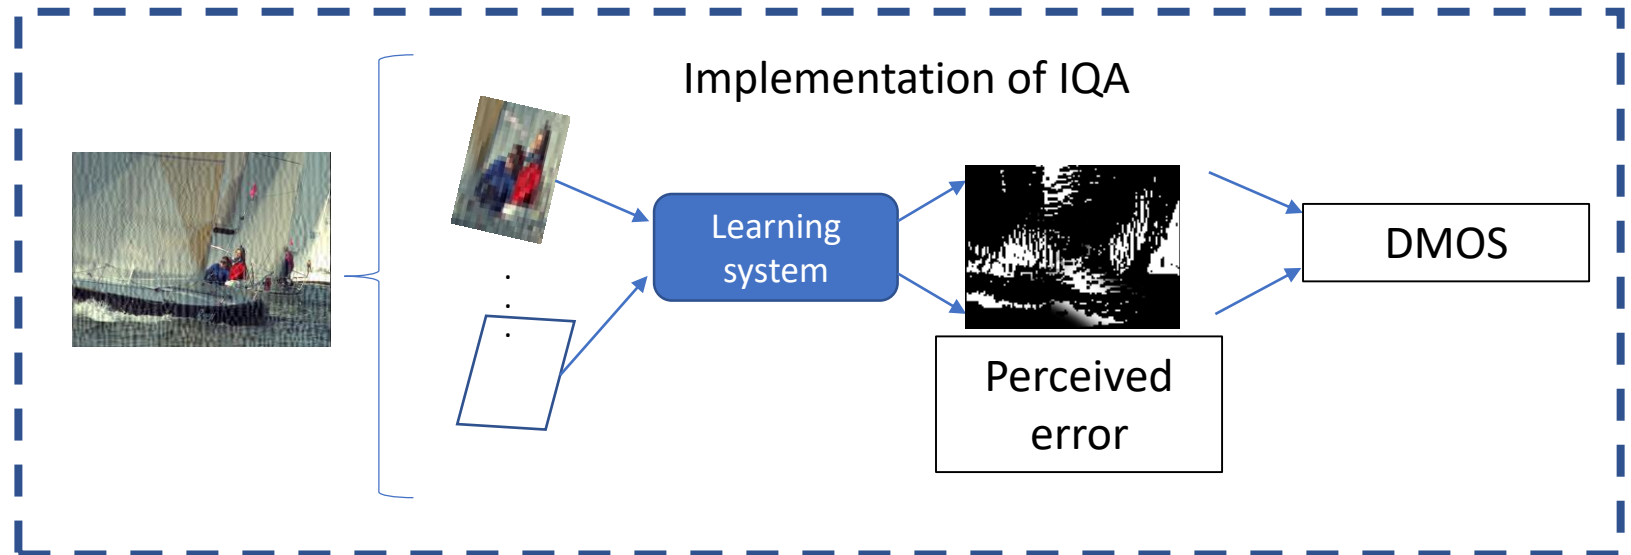 Implementation of IQA
Learning
system
DMOS
Perceived
error